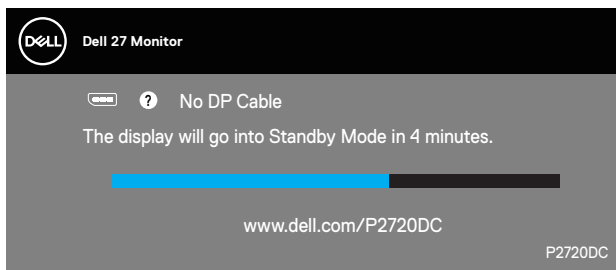 DELL
Dell 27 Monitor
? No DP Cable
The display will go into Standby Mode in 4 minutes.
www.dell.com/P2720DC
P2720DC